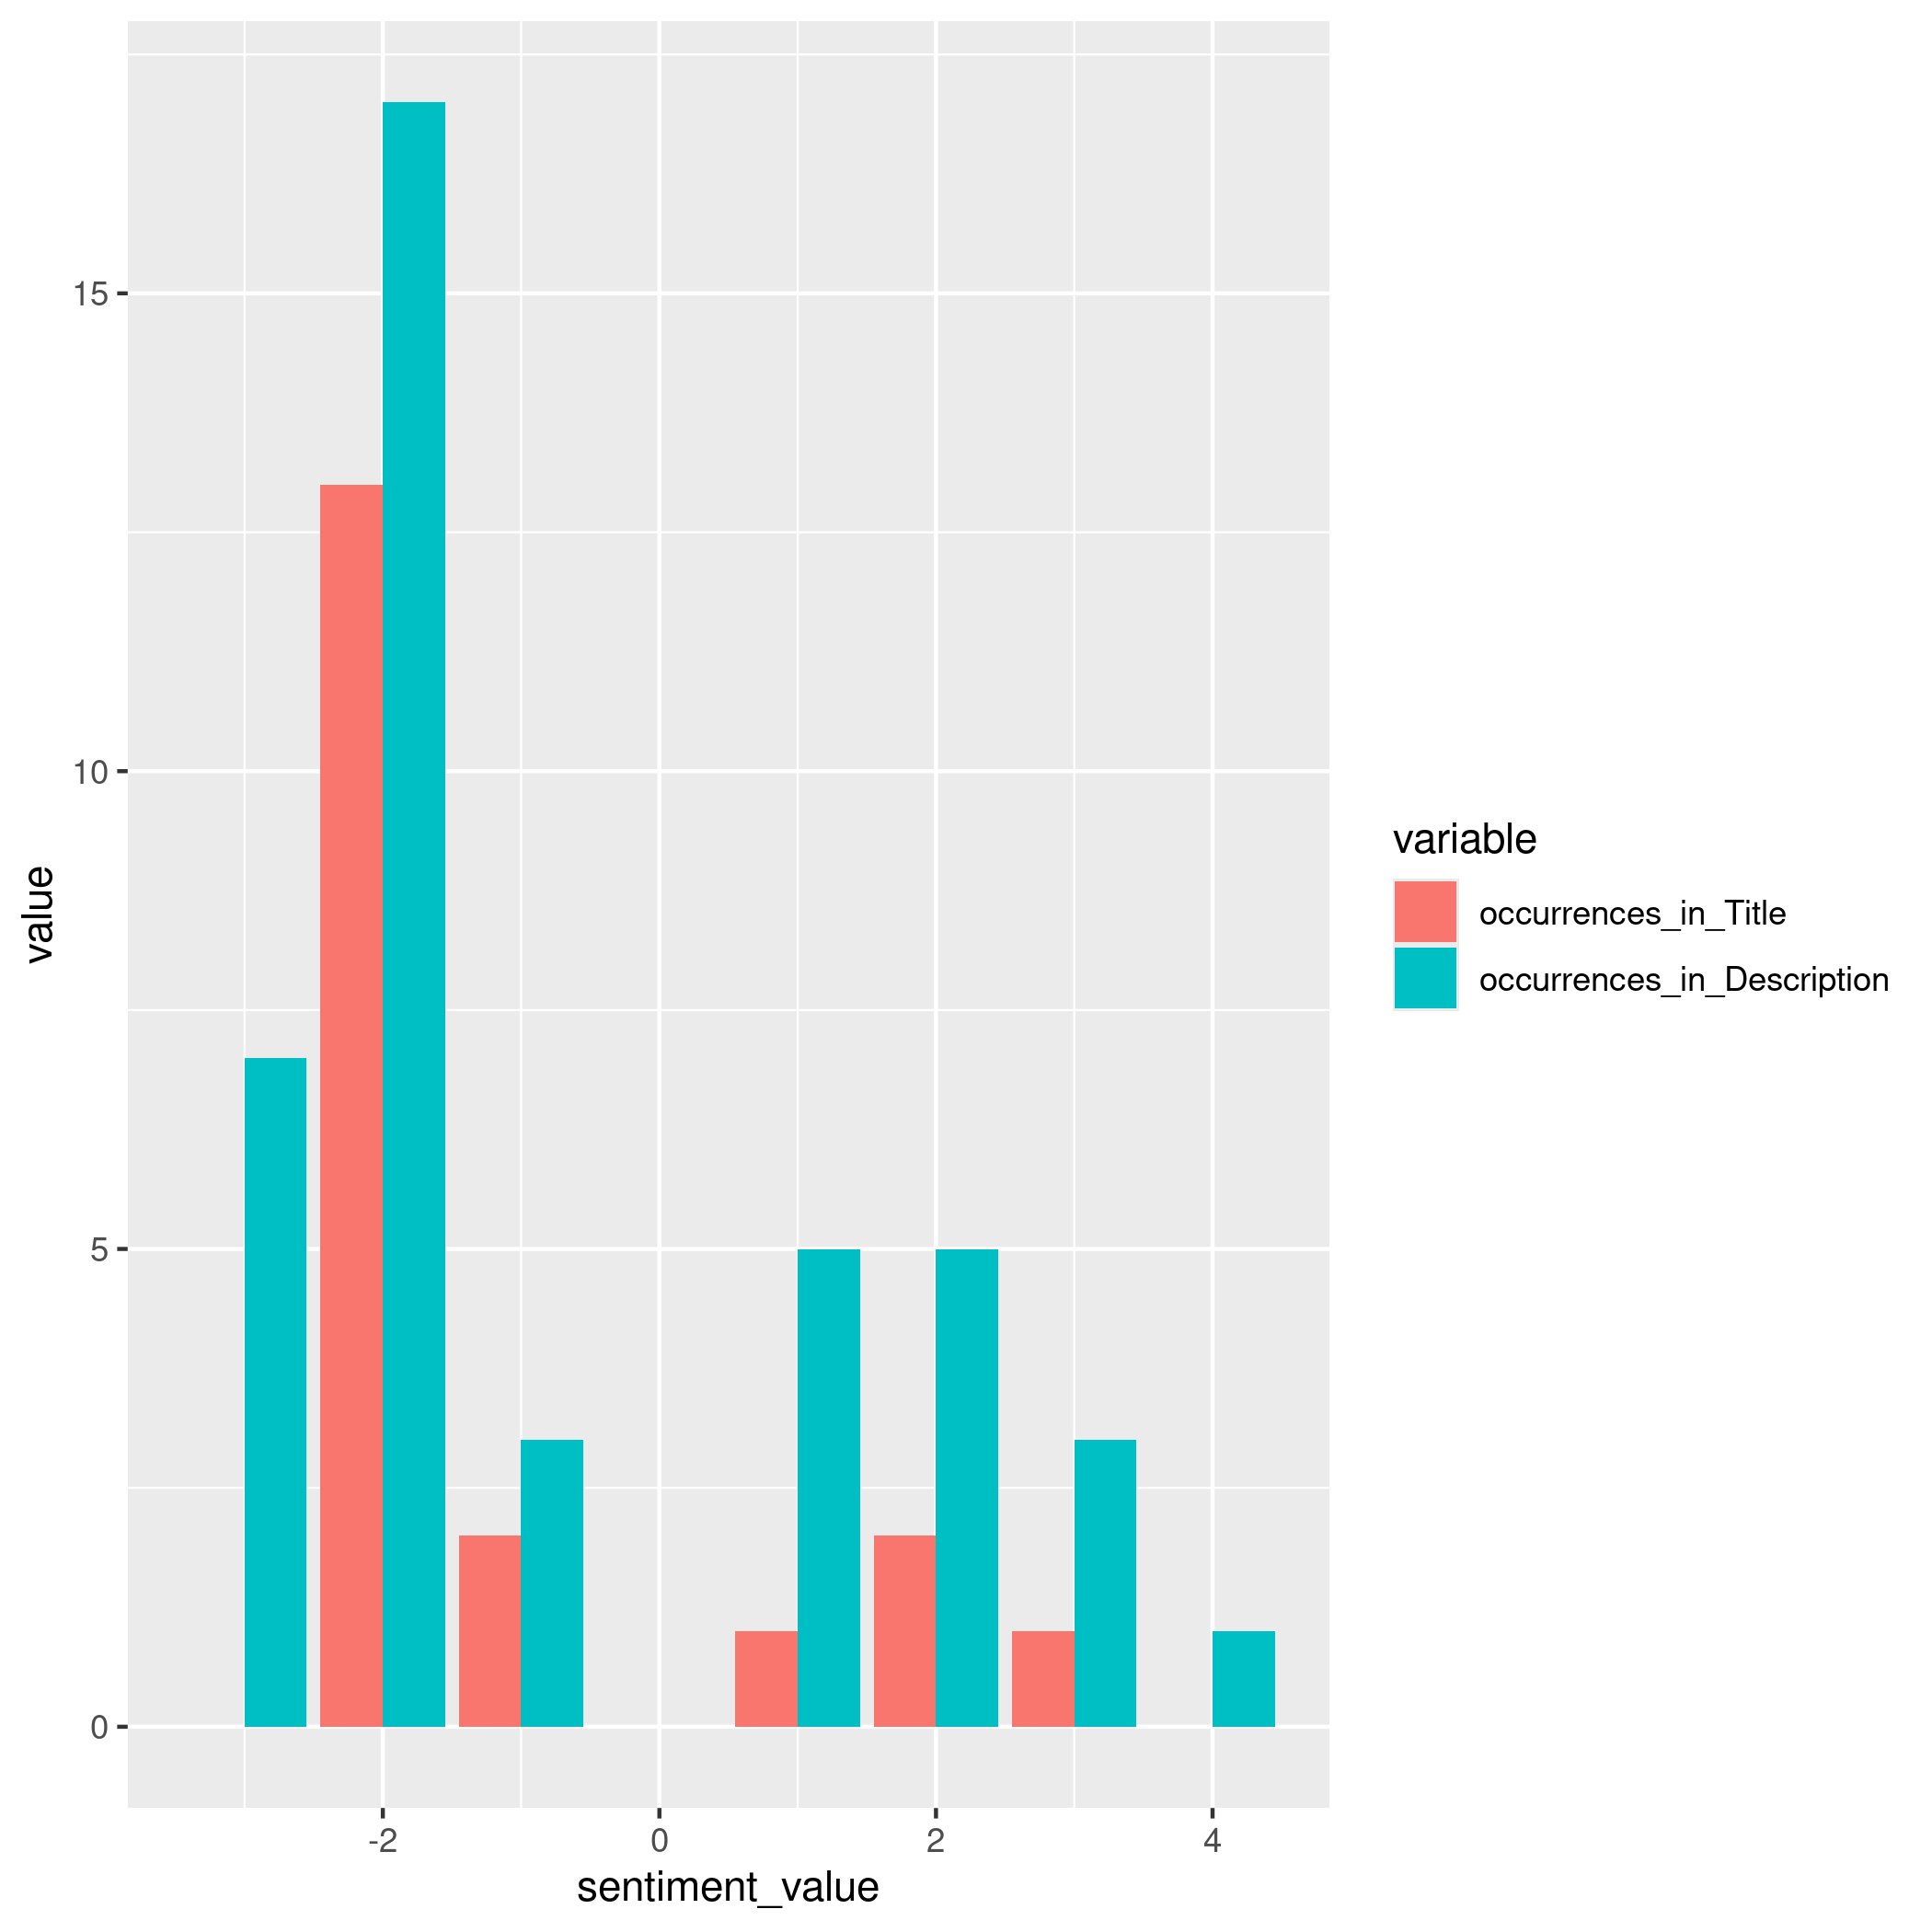 15
10
5
0
value
-2
0
2
4
sentiment_value
variable
occurrences_in_Title
occurrences_in_Description